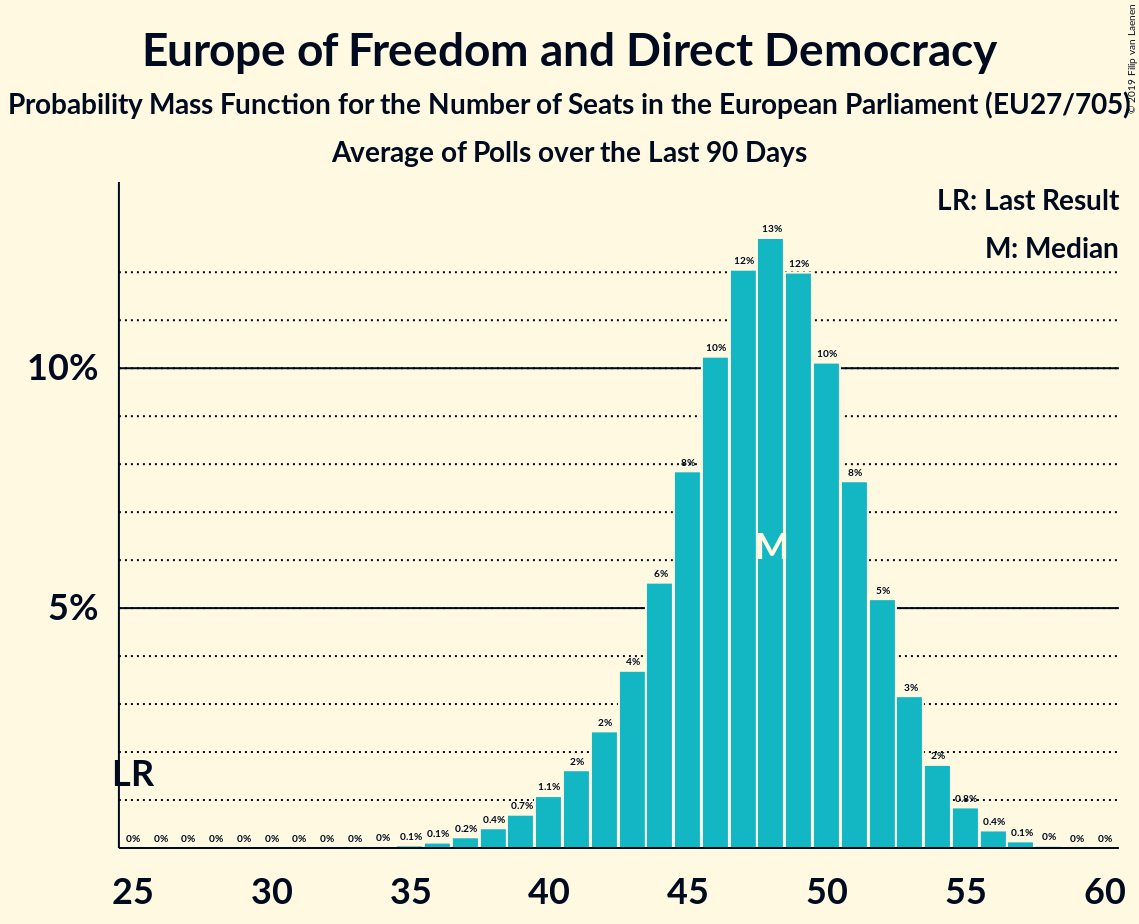 Europe of Freedom and Direct Democracy
Probability Mass Function for the Number of Seats in the European Parliament (EU27/705)
Average of Polls over the Last 90 Days
© 2019 Filip van Laenen
LR: Last Result
M: Median
10%
5%
LR
M
0% 0% 0% 0% 0% 0% 0% 0% 0% 0% 0.1% 0.1% 0.2% 0.4% 0.7% 1.1% 2% 2% 4% 6% 8% 10% 12% 13% 12% 10% 8% 5% 3% 2% 0.8% 0.4% 0.1% 0% 0% 0%
25 30 35 40 45 50 55 60